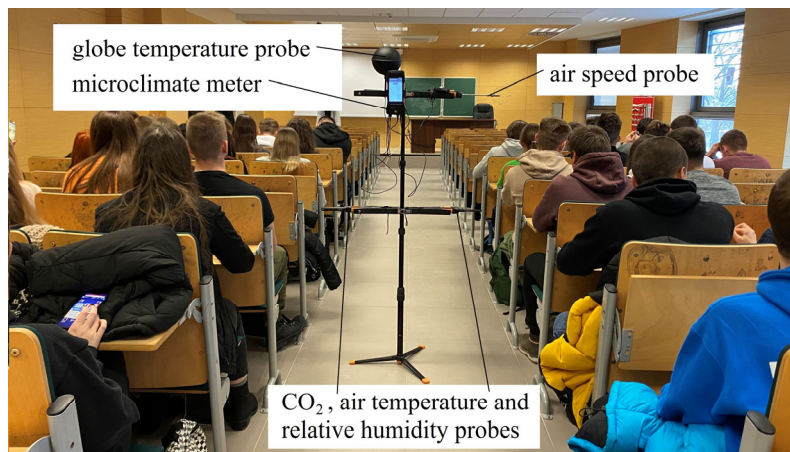 globe temperature probe
microclimate meter
air speed probe
CO₂, air temperature and
relative humidity probes